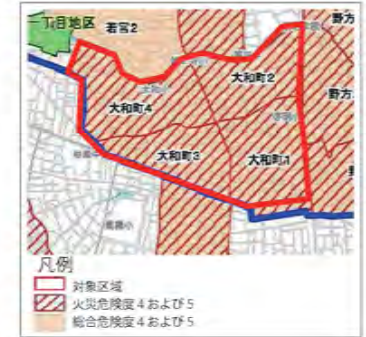 一丁目地区
若宮2
野方
大和町2
野方
大和町4
大和町3
大和町1
凡例
対象区域
火災危険度4および5
総合危険度4および5